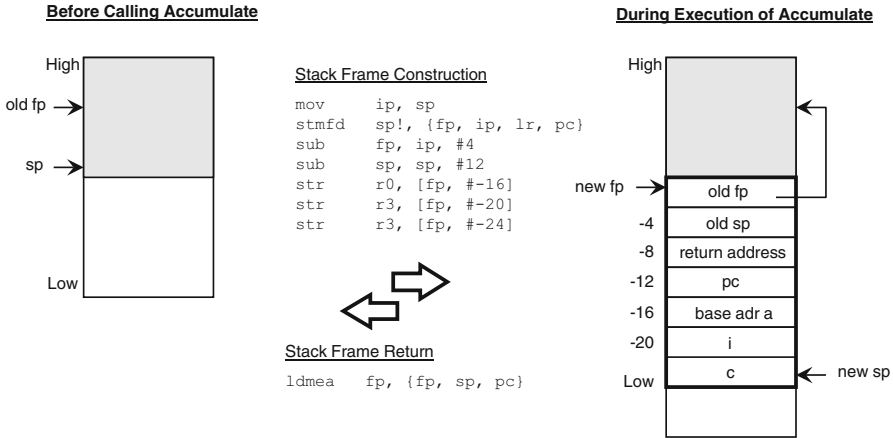 Before Calling Accumulate
High
old fp
sp
Low
Stack Frame Construction
mov ip, sp
stmfd sp!, {fp, ip, lr, pc}
sub fp, ip, #4
sub sp, sp, #12
str r0, [fp, #-16]
str r3, [fp, #-20]
str r3, [fp, #-24]
Stack Frame Return
ldmea fp, {fp, sp, pc}
During Execution of Accumulate
High
new fp
old fp
-4 old sp
-8 return address
-12 pc
-16 base adr a
-20 i
Low c new sp